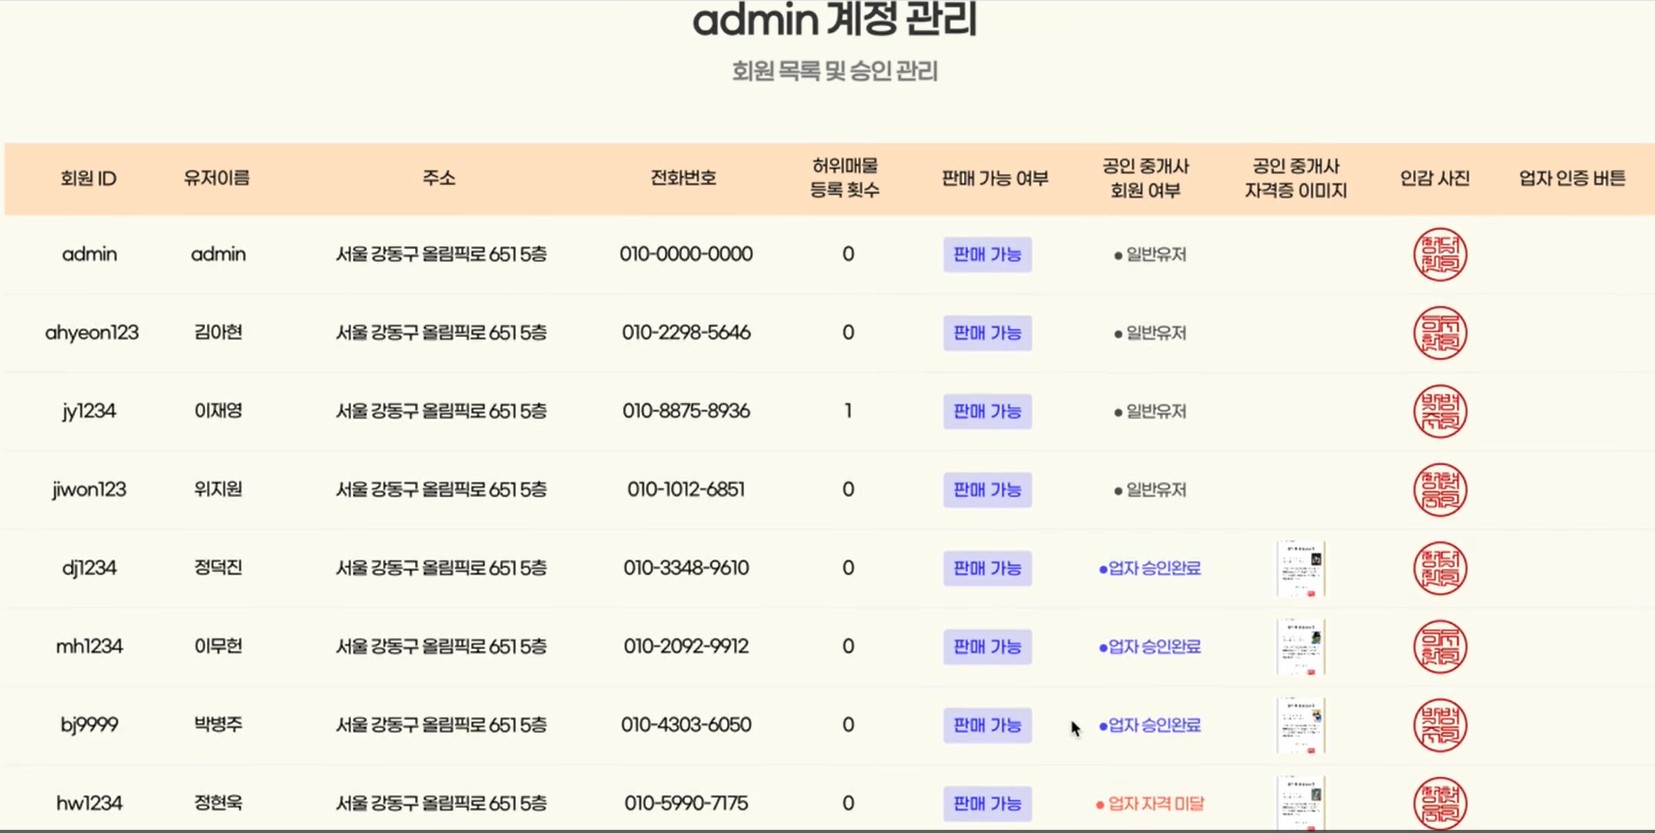 admin 계정 관리
회원 목록 및 승인 관리
회원 ID 유저이름 주소 전화번호 허위매물 등록 횟수 판매 가능 여부 공인 중개사 회원 여부 공인 중개사 자격증 이미지 인감 사진 업자 인증 버튼
admin admin 서울 강동구 올림픽로 651 5층 010-0000-0000 0 판매 가능 ● 일반유저
ahyeon123 김아현 서울 강동구 올림픽로 651 5층 010-2298-5646 0 판매 가능 ● 일반유저
jy1234 이재영 서울 강동구 올림픽로 651 5층 010-8875-8936 1 판매 가능 ● 일반유저
jiwon123 위지원 서울 강동구 올림픽로 651 5층 010-1012-6851 0 판매 가능 ● 일반유저
dj1234 정덕진 서울 강동구 올림픽로 651 5층 010-3348-9610 0 판매 가능 ●업자 승인완료
mh1234 이무헌 서울 강동구 올림픽로 651 5층 010-2092-9912 0 판매 가능 ●업자 승인완료
bj9999 박병주 서울 강동구 올림픽로 651 5층 010-4303-6050 0 판매 가능 ●업자 승인완료
hw1234 정현욱 서울 강동구 올림픽로 651 5층 010-5990-7175 0 판매 가능 ● 업자 자격 미달